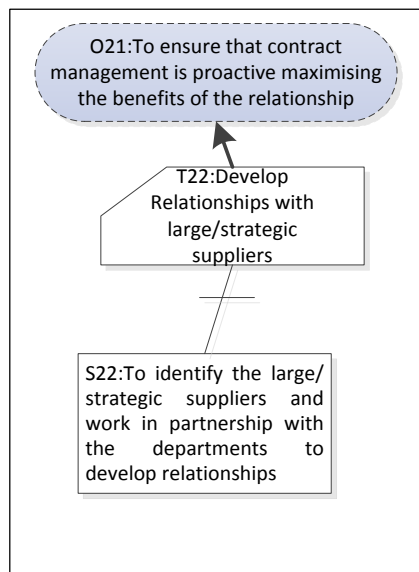 O21:To ensure that contract
management is proactive maximising
the benefits of the relationship
T22:Develop
Relationships with
large/strategic
suppliers
S22:To identify the large/
strategic suppliers and
work in partnership with
the departments to
develop relationships